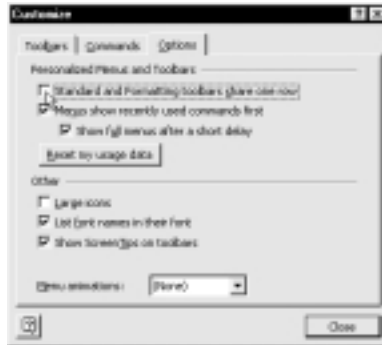 Customize
Toolbars Commands Options
Personalized Menus and Toolbars
Standard and Formatting toolbars share one row
Menus show recently used commands first
Show full menus after a short delay
Reset my usage data
Other
Large icons
List font names in their font
Show ScreenTips on toolbars
Menu animations: (None)
Close